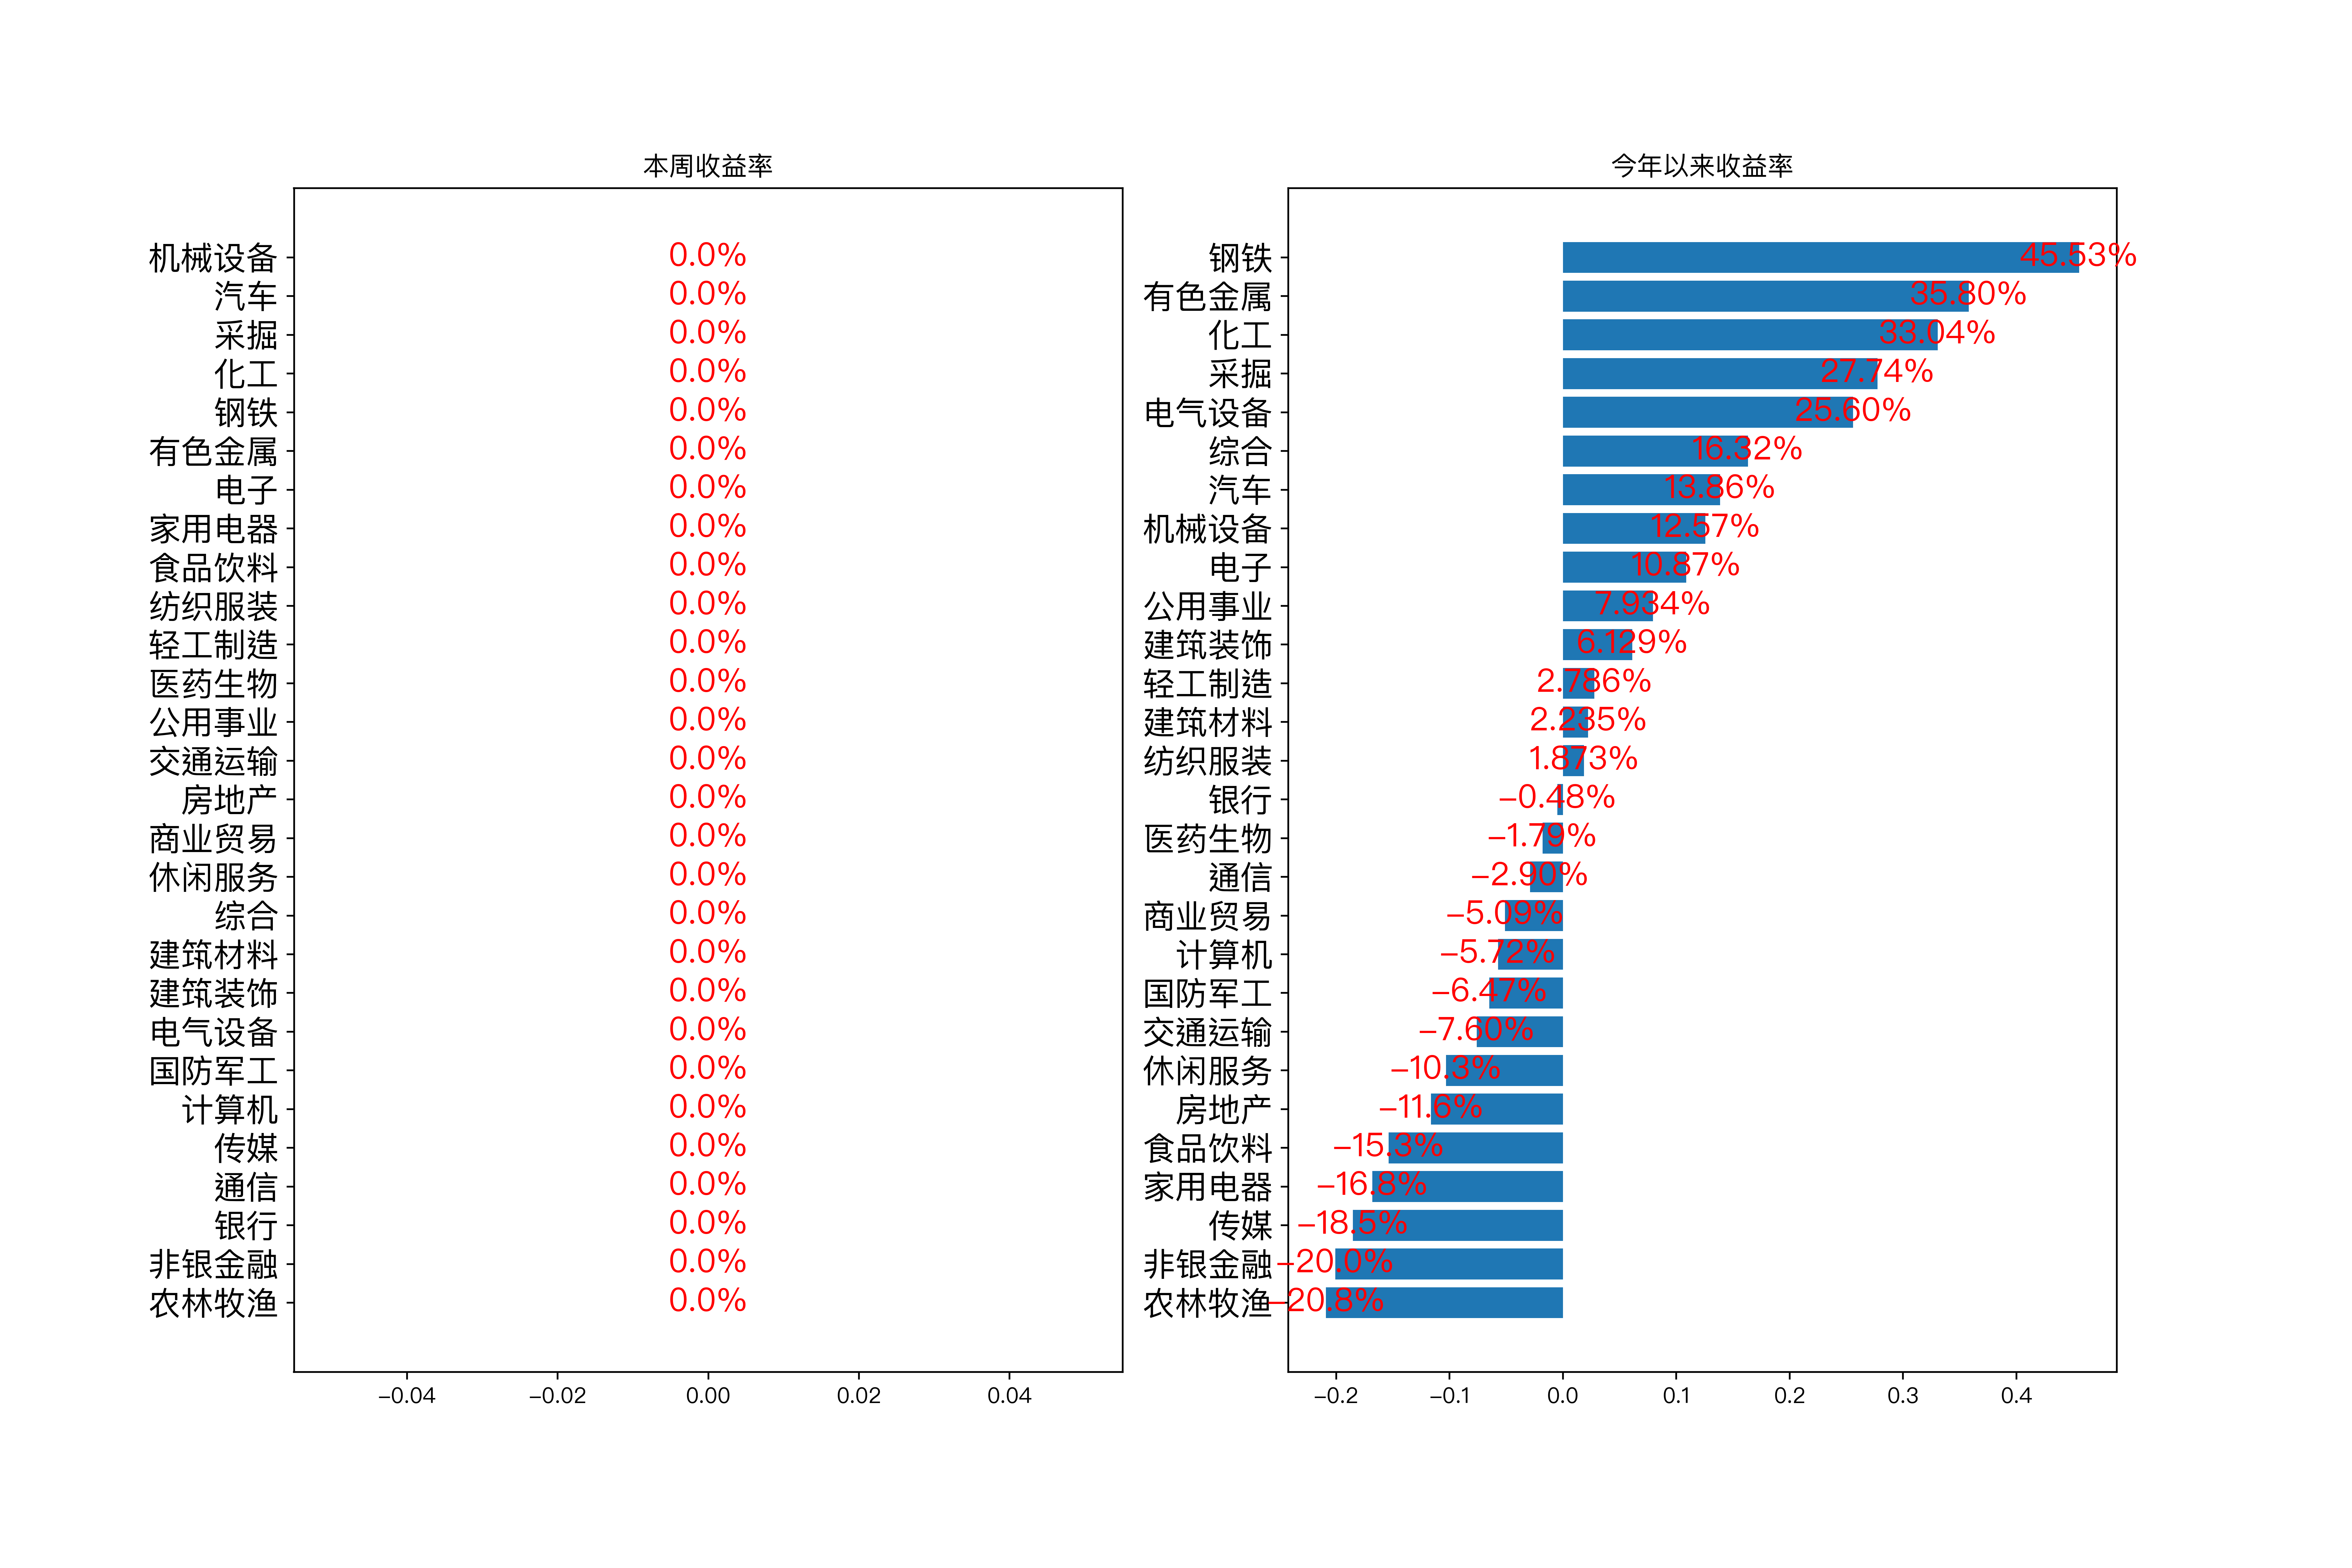 本周收益率
机械设备 0.0%
汽车 0.0%
采掘 0.0%
化工 0.0%
钢铁 0.0%
有色金属 0.0%
电子 0.0%
家用电器 0.0%
食品饮料 0.0%
纺织服装 0.0%
轻工制造 0.0%
医药生物 0.0%
公用事业 0.0%
交通运输 0.0%
房地产 0.0%
商业贸易 0.0%
休闲服务 0.0%
综合 0.0%
建筑材料 0.0%
建筑装饰 0.0%
电气设备 0.0%
国防军工 0.0%
计算机 0.0%
传媒 0.0%
通信 0.0%
银行 0.0%
非银金融 0.0%
农林牧渔 0.0%
−0.04 −0.02 0.00 0.02 0.04
今年以来收益率
钢铁 45.53%
有色金属 35.80%
化工 33.04%
采掘 27.74%
电气设备 25.60%
综合 16.32%
汽车 13.86%
机械设备 12.57%
电子 10.87%
公用事业 7.934%
建筑装饰 6.129%
轻工制造 2.786%
建筑材料 2.235%
纺织服装 1.873%
银行 −0.48%
医药生物 −1.79%
通信 −2.90%
商业贸易 −5.09%
计算机 −5.72%
国防军工 −6.47%
交通运输 −7.60%
休闲服务 −10.3%
房地产 −11.6%
食品饮料 −15.3%
家用电器 −16.8%
传媒 −18.5%
非银金融 −20.0%
农林牧渔 −20.8%
−0.2 −0.1 0.0 0.1 0.2 0.3 0.4